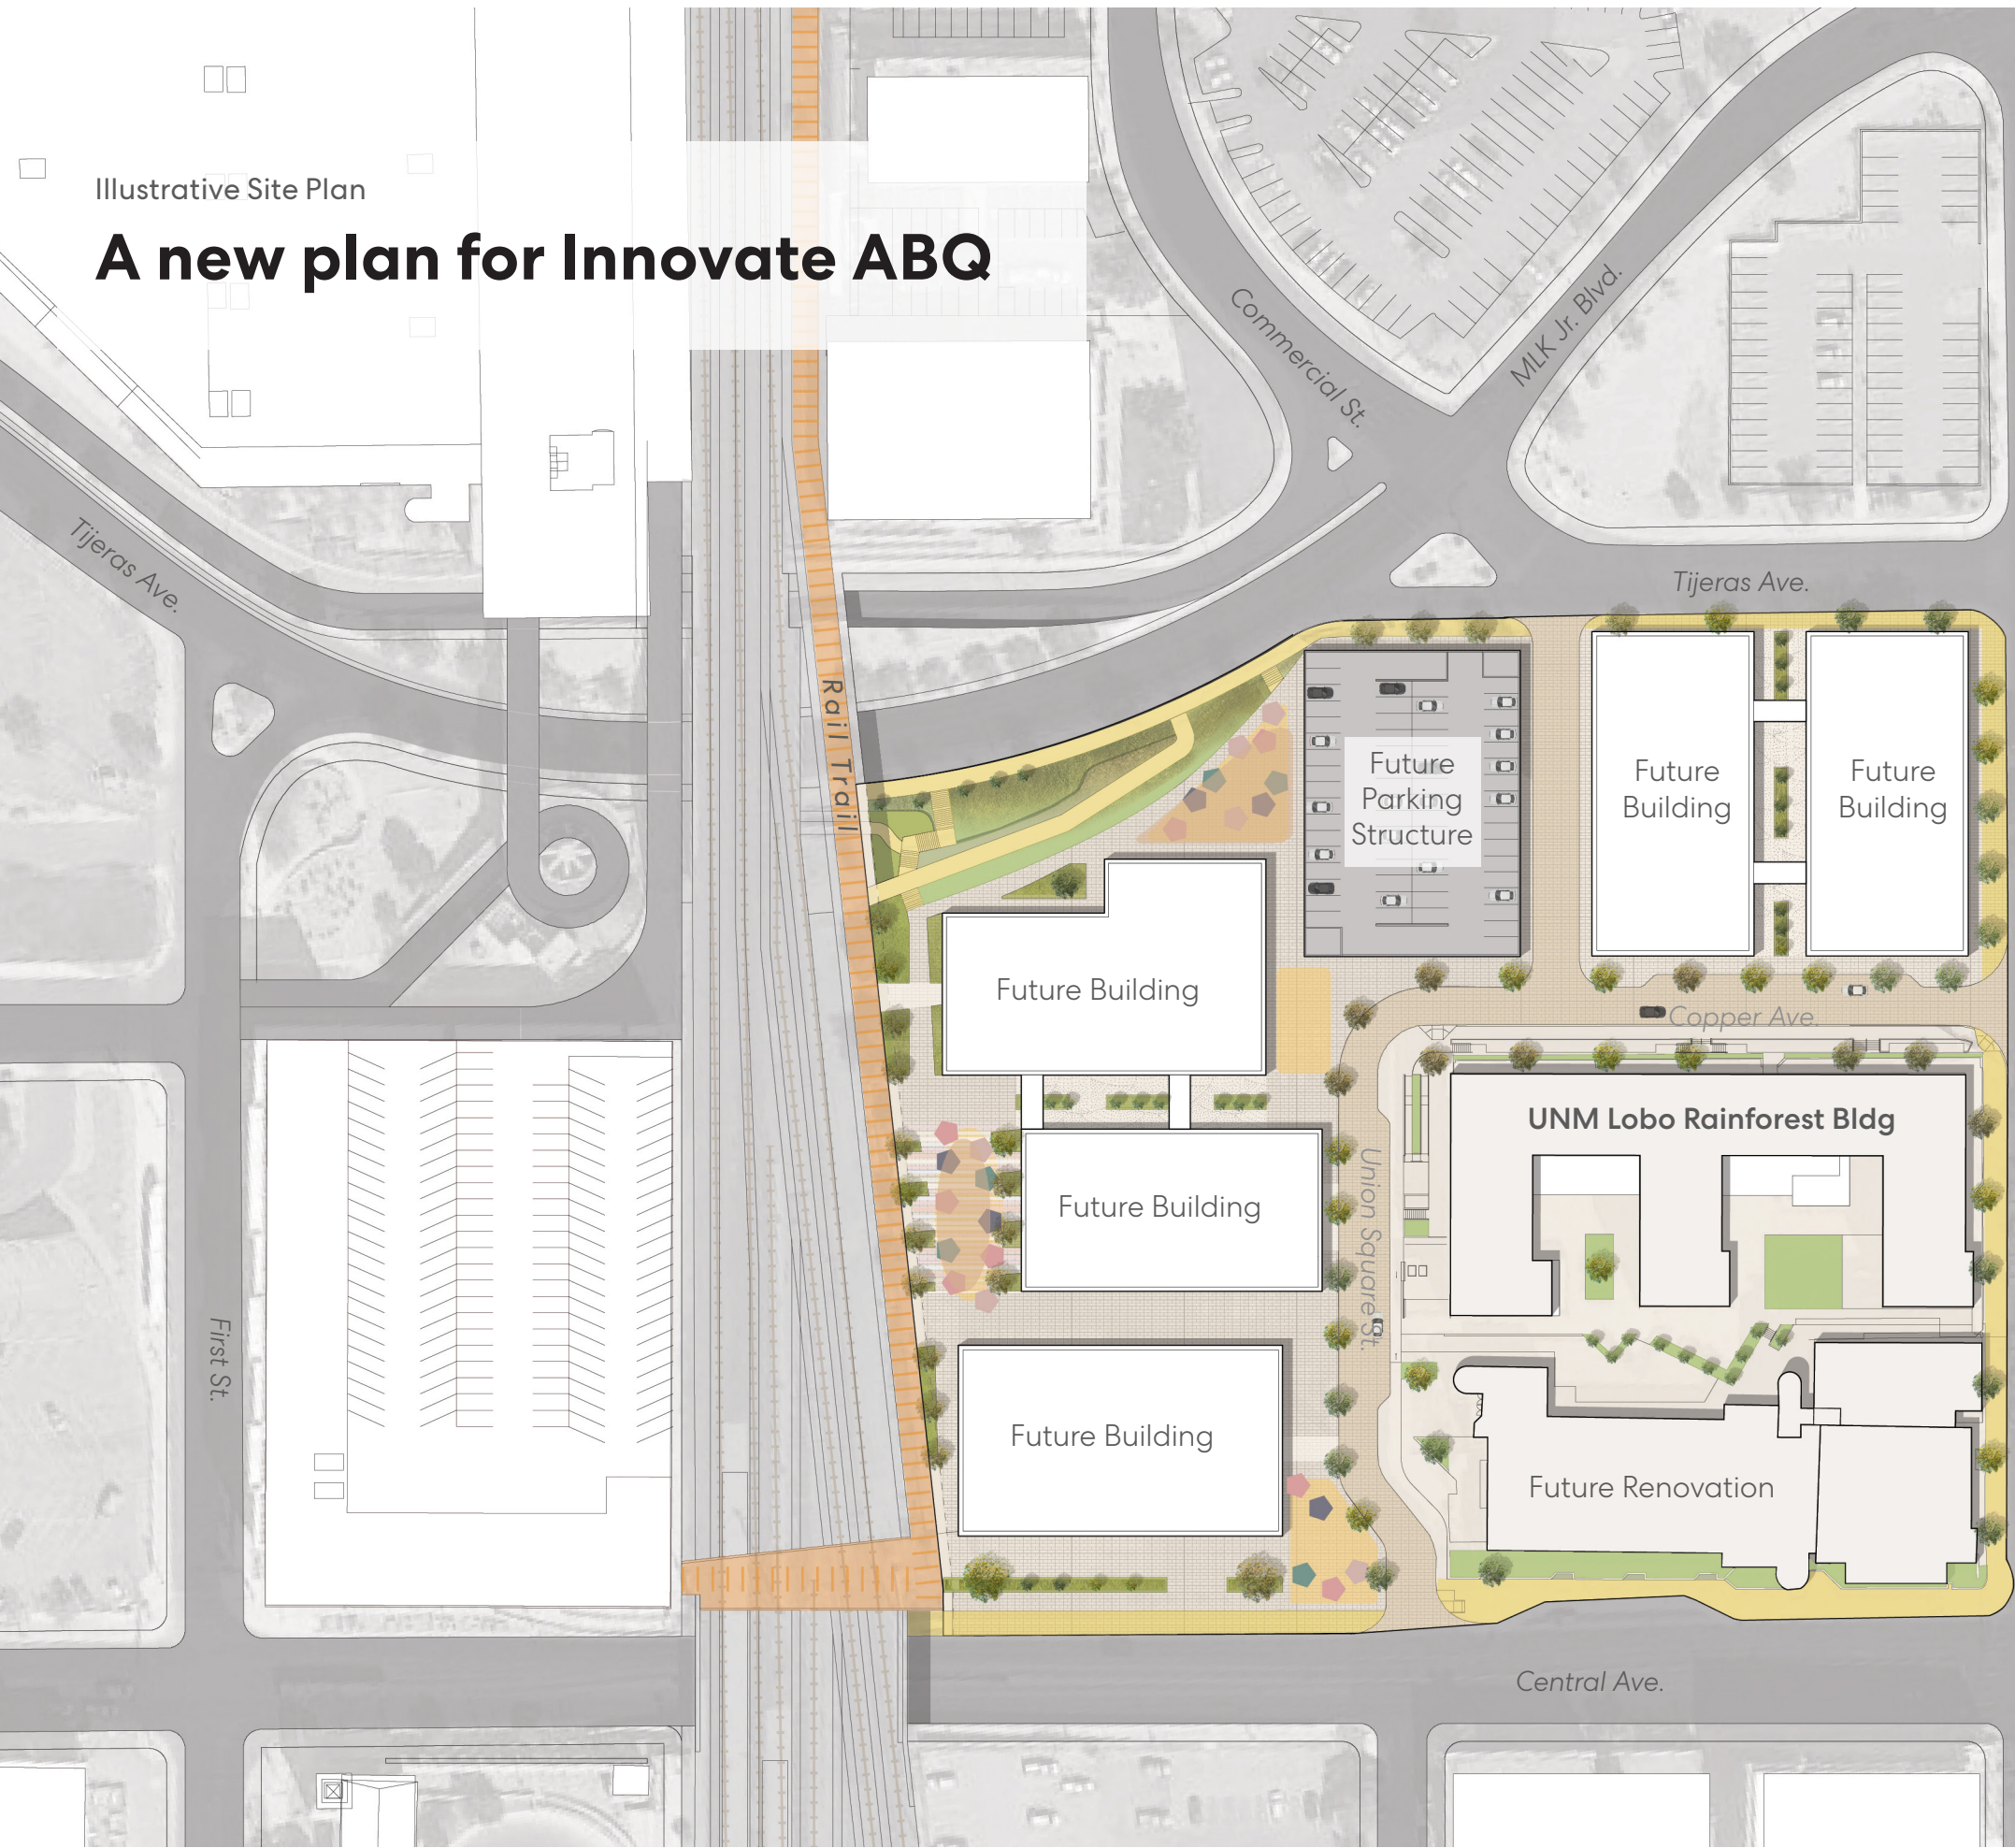 Illustrative Site Plan
A new plan for Innovate ABQ
Commercial St.
MLK Jr. Blvd.
Tijeras Ave.
Tijeras Ave.
Rail Trail
Future
Parking
Structure
Future
Building
Future
Building
Future Building
Copper Ave.
UNM Lobo Rainforest Bldg
Future Building
Union Square St.
First St.
Future Building
Future Renovation
Central Ave.